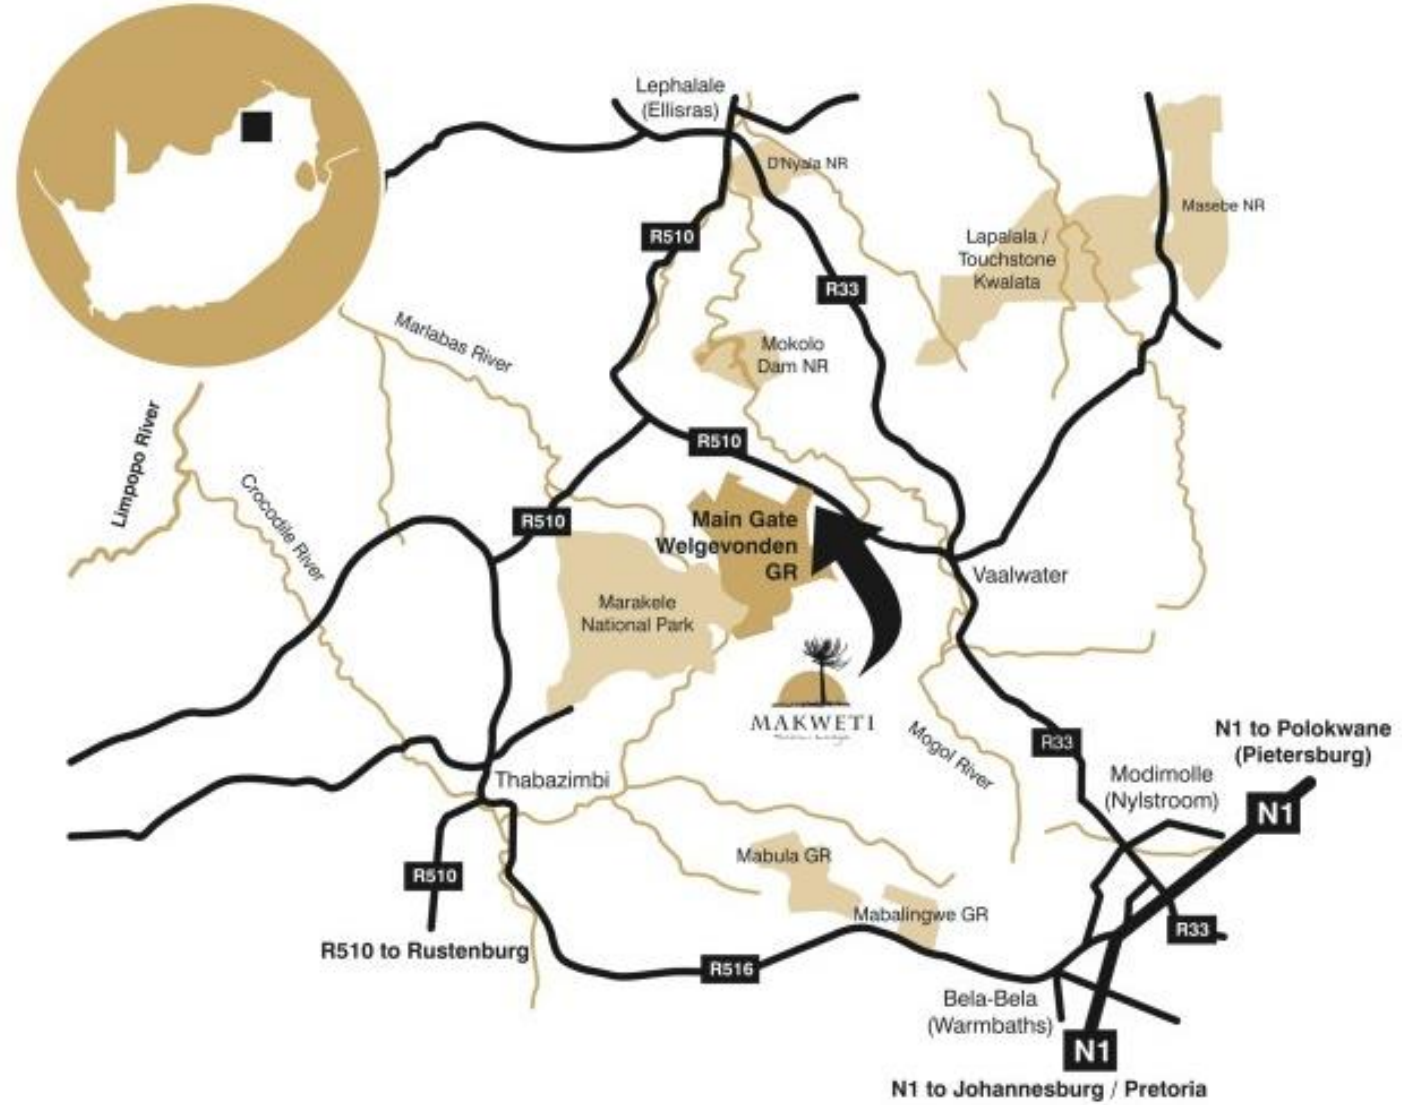 Lephalale
(Ellisras)
D'Nyala NR
Masebe NR
R510
Lapalala /
Touchstone
Kwalata
R33
Marlabas River
Mokolo
Dam NR
Limpopo River
R510
Crocodile River
R510
Main Gate
Welgevonden
GR
Vaalwater
Marakele
National Park
MAKWETI
Mogol River
R33
N1 to Polokwane
(Pietersburg)
Thabazimbi
Modimolle
(Nylstroom)
N1
Mabula GR
R510
Mabalingwe GR
R33
R510 to Rustenburg
R516
Bela-Bela
(Warmbaths)
N1
N1 to Johannesburg / Pretoria